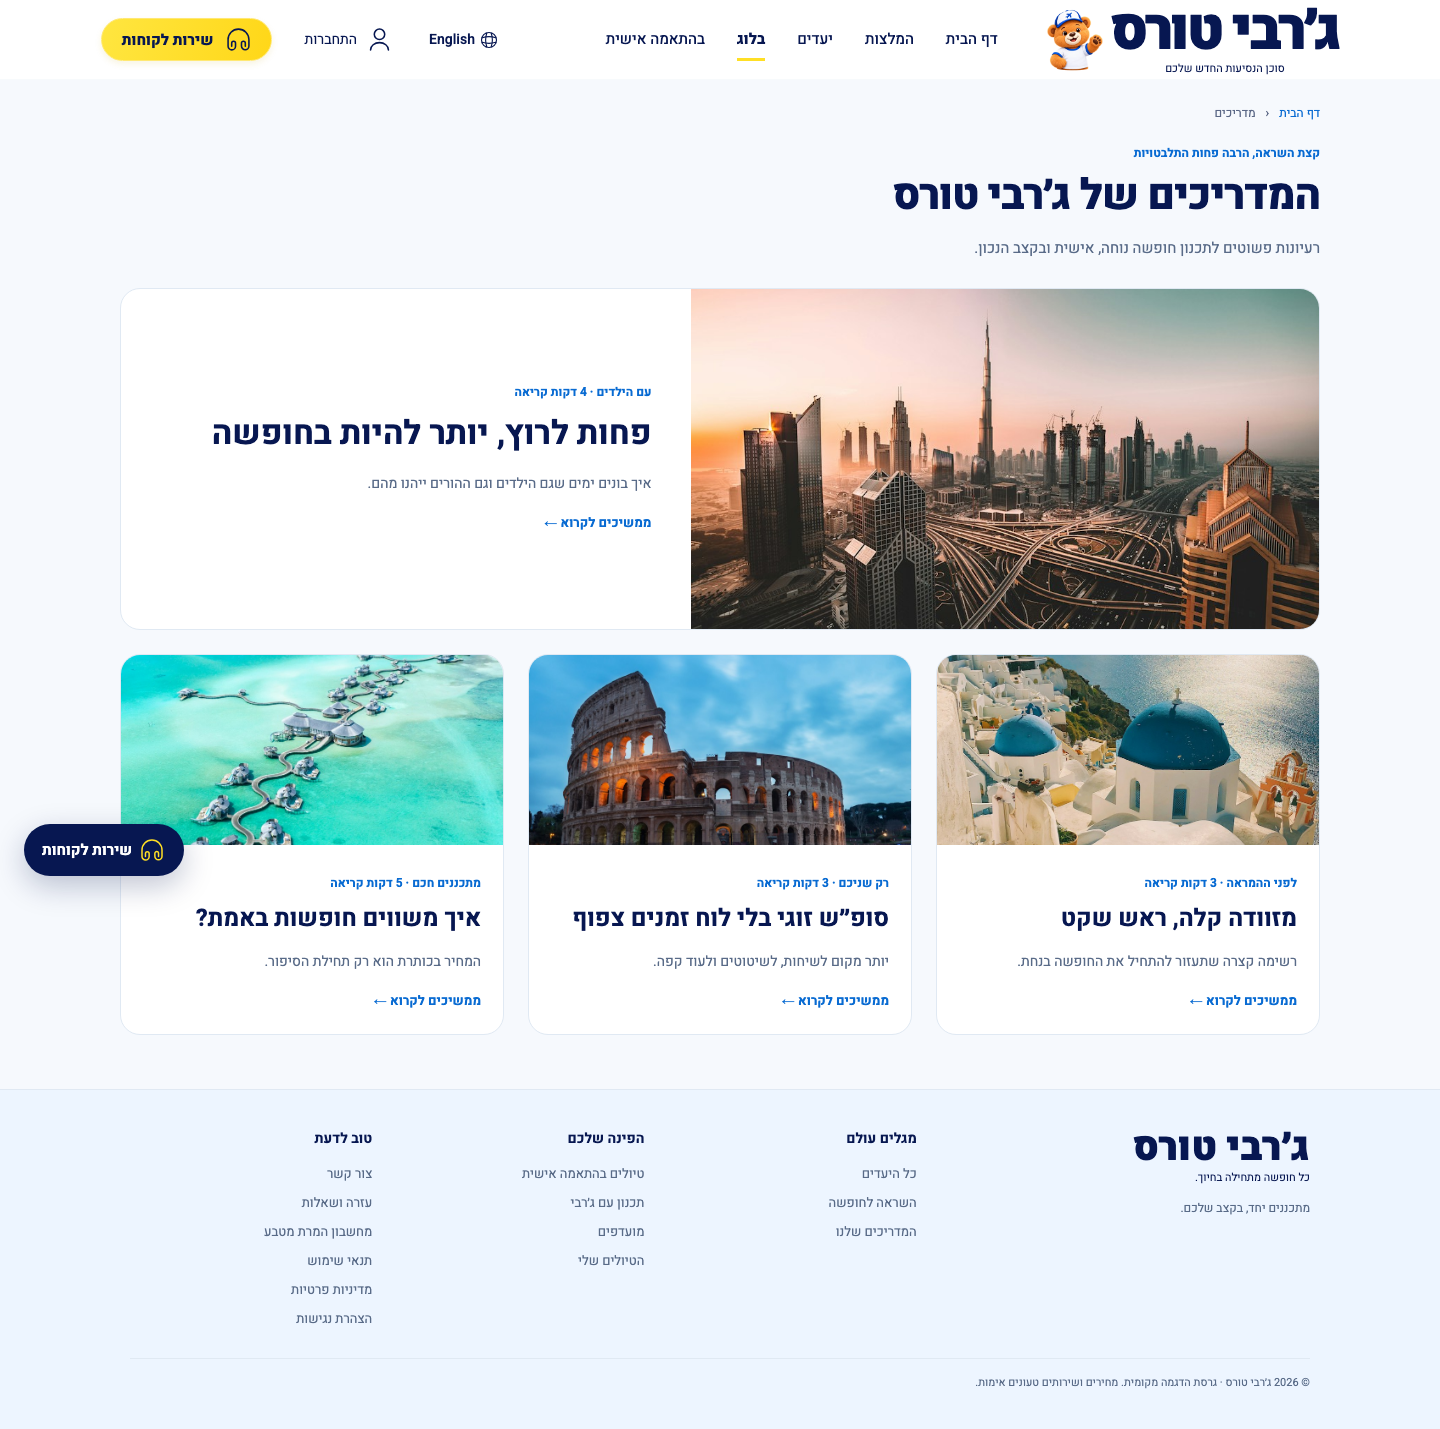 ג׳רבי טורס
סוכן הנסיעות החדש שלכם
דף הבית
המלצות
יעדים
בלוג
בהתאמה אישית
English
התחברות
שירות לקוחות
דף הבית › מדריכים
קצת השראה, הרבה פחות התלבטויות
המדריכים של ג׳רבי טורס
רעיונות פשוטים לתכנון חופשה נוחה, אישית ובקצב הנכון.
עם הילדים · 4 דקות קריאה
פחות לרוץ, יותר להיות בחופשה
איך בונים ימים שגם הילדים וגם ההורים ייהנו מהם.
ממשיכים לקרוא ←
לפני ההמראה · 3 דקות קריאה
מזוודה קלה, ראש שקט
רשימה קצרה שתעזור להתחיל את החופשה בנחת.
ממשיכים לקרוא ←
רק שניכם · 3 דקות קריאה
סופ״ש זוגי בלי לוח זמנים צפוף
יותר מקום לשיחות, לשיטוטים ולעוד קפה.
ממשיכים לקרוא ←
מתכננים חכם · 5 דקות קריאה
איך משווים חופשות באמת?
המחיר בכותרת הוא רק תחילת הסיפור.
ממשיכים לקרוא ←
שירות לקוחות
ג׳רבי טורס
כל חופשה מתחילה בחיוך.
מתכננים יחד, בקצב שלכם.
מגלים עולם
כל היעדים
השראה לחופשה
המדריכים שלנו
הפינה שלכם
טיולים בהתאמה אישית
תכנון עם ג׳רבי
מועדפים
הטיולים שלי
טוב לדעת
צור קשר
עזרה ושאלות
מחשבון המרת מטבע
תנאי שימוש
מדיניות פרטיות
הצהרת נגישות
© 2026 ג׳רבי טורס · גרסת הדגמה מקומית. מחירים ושירותים טעונים אימות.